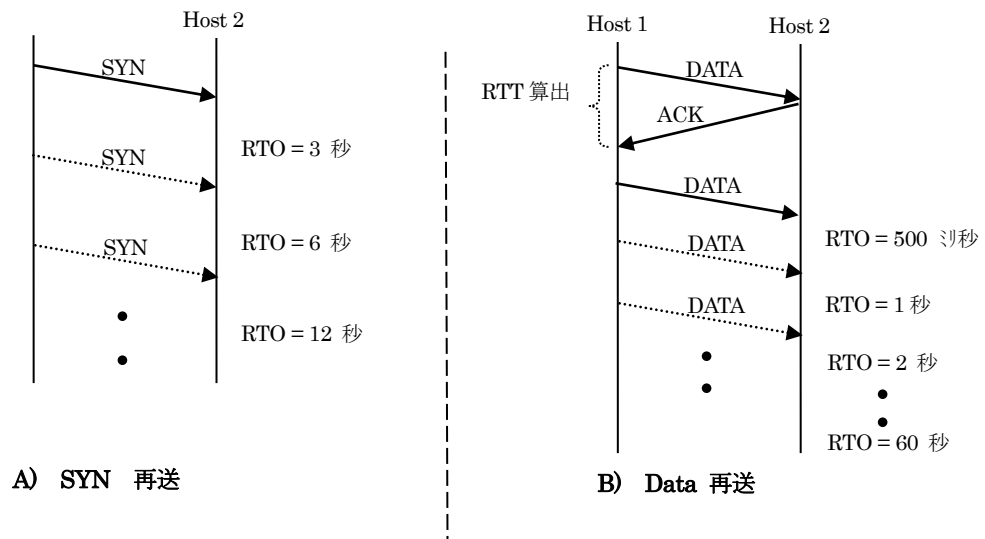 Host 2
SYN
RTO = 3 秒
SYN
RTO = 6 秒
SYN
RTO = 12 秒
A) SYN 再送
Host 1
Host 2
RTT 算出
DATA
ACK
DATA
RTO = 500 ミリ秒
DATA
RTO = 1 秒
DATA
RTO = 2 秒
RTO = 60 秒
B) Data 再送